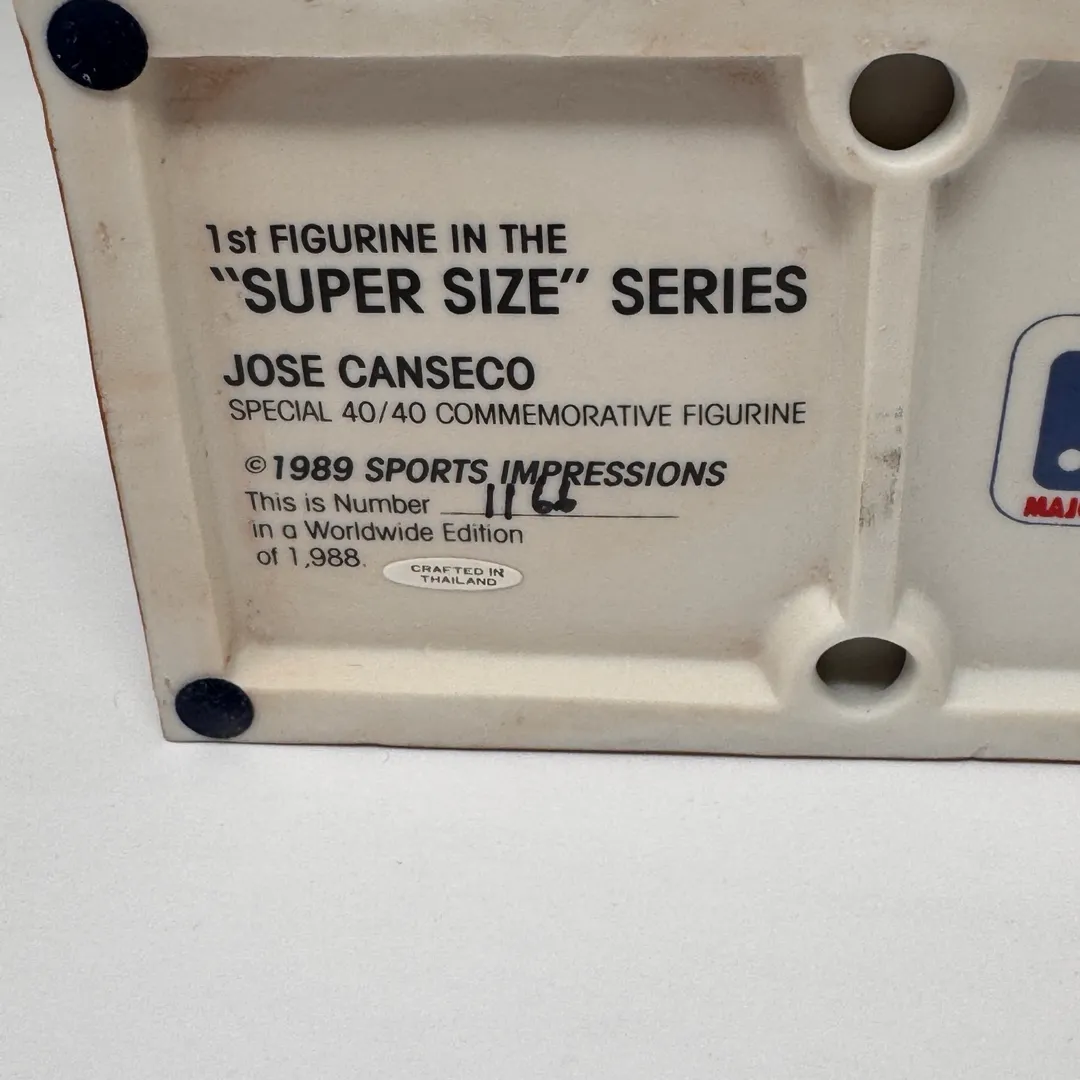 1st FIGURINE IN THE
"SUPER SIZE" SERIES
JOSE CANSECO
SPECIAL 40/40 COMMEMORATIVE FIGURINE
©1989 SPORTS IMPRESSIONS
This is Number 1166
in a Worldwide Edition
of 1,988.
CRAFTED IN
THAILAND
MAJ